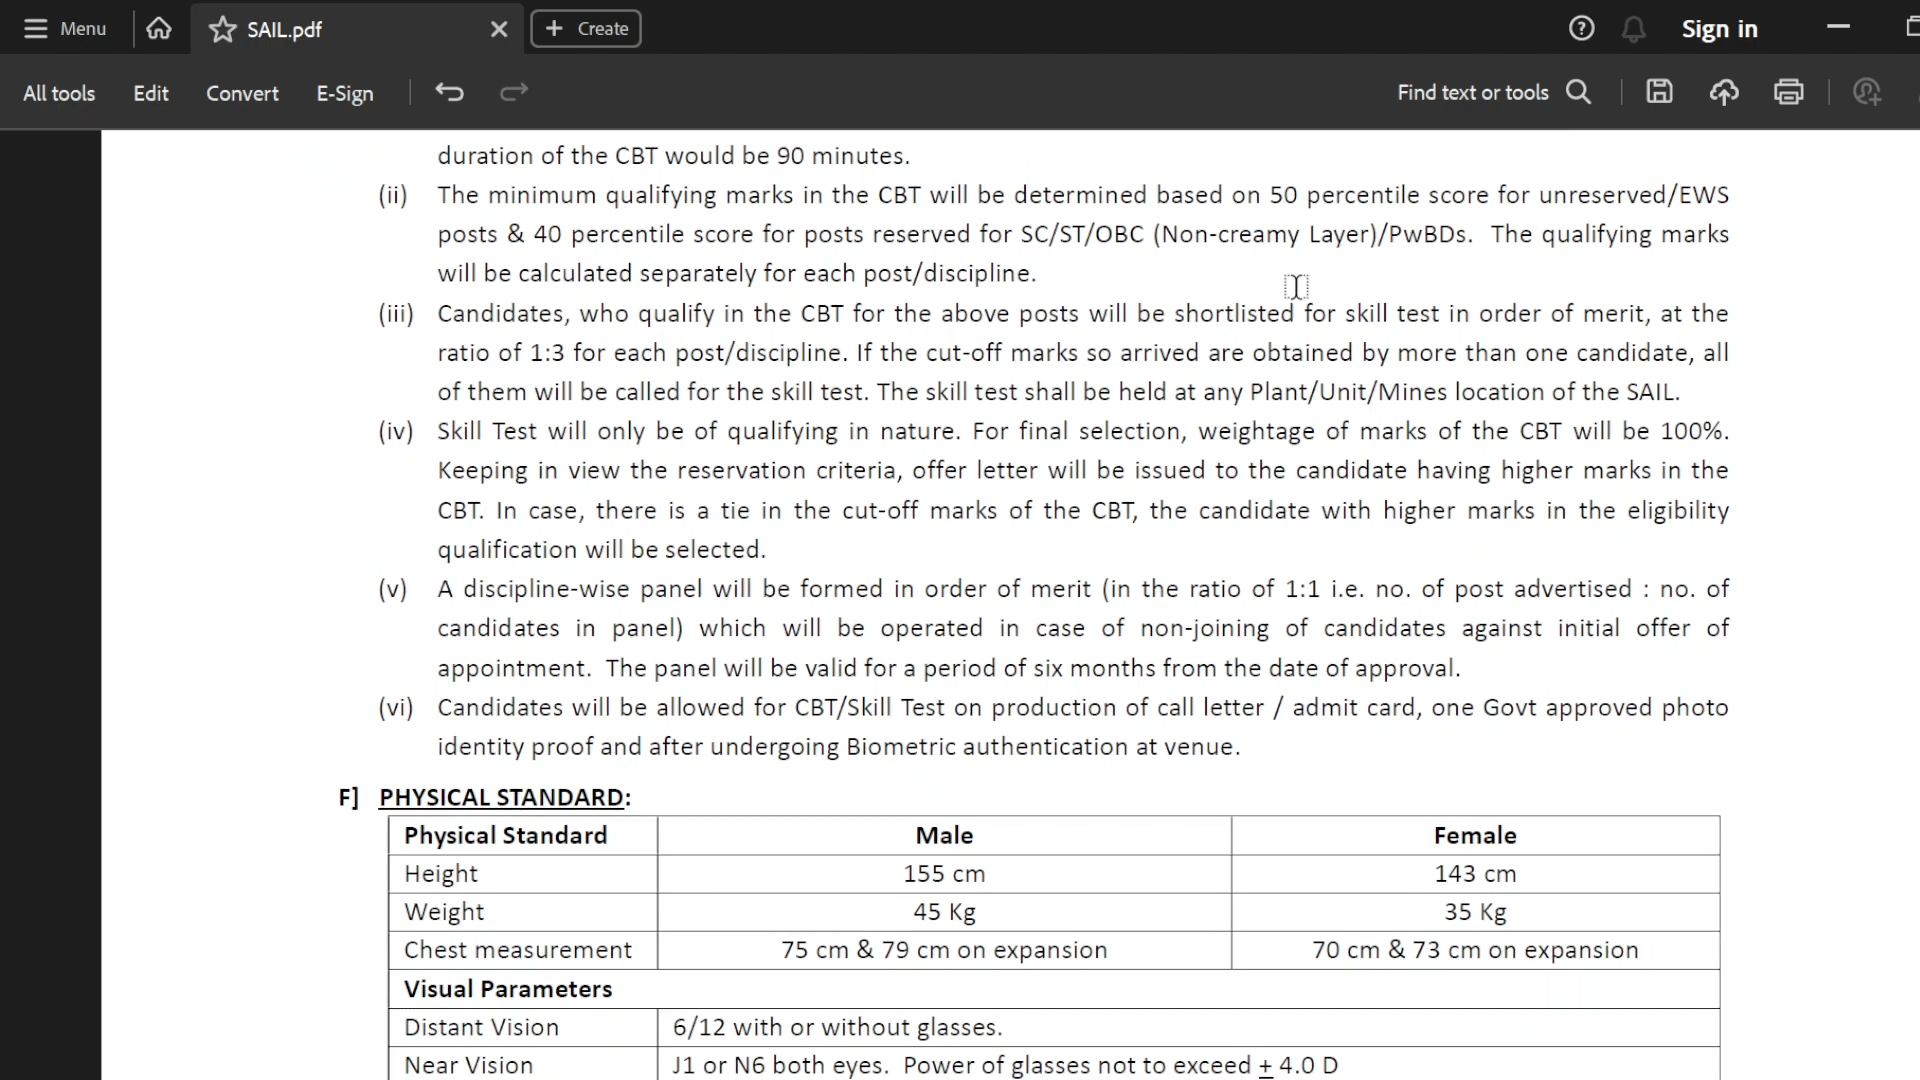 Menu
SAIL.pdf
Create
Sign in
All tools
Edit
Convert
E-Sign
Find text or tools
duration of the CBT would be 90 minutes.
(ii) The minimum qualifying marks in the CBT will be determined based on 50 percentile score for unreserved/EWS
posts & 40 percentile score for posts reserved for SC/ST/OBC (Non-creamy Layer)/PwBDs. The qualifying marks
will be calculated separately for each post/discipline.
(iii) Candidates, who qualify in the CBT for the above posts will be shortlisted for skill test in order of merit, at the
ratio of 1:3 for each post/discipline. If the cut-off marks so arrived are obtained by more than one candidate, all
of them will be called for the skill test. The skill test shall be held at any Plant/Unit/Mines location of the SAIL.
(iv) Skill Test will only be of qualifying in nature. For final selection, weightage of marks of the CBT will be 100%.
Keeping in view the reservation criteria, offer letter will be issued to the candidate having higher marks in the
CBT. In case, there is a tie in the cut-off marks of the CBT, the candidate with higher marks in the eligibility
qualification will be selected.
(v) A discipline-wise panel will be formed in order of merit (in the ratio of 1:1 i.e. no. of post advertised : no. of
candidates in panel) which will be operated in case of non-joining of candidates against initial offer of
appointment. The panel will be valid for a period of six months from the date of approval.
(vi) Candidates will be allowed for CBT/Skill Test on production of call letter / admit card, one Govt approved photo
identity proof and after undergoing Biometric authentication at venue.
F] PHYSICAL STANDARD:
Physical Standard Male Female
Height 155 cm 143 cm
Weight 45 Kg 35 Kg
Chest measurement 75 cm & 79 cm on expansion 70 cm & 73 cm on expansion
Visual Parameters
Distant Vision 6/12 with or without glasses.
Near Vision J1 or N6 both eyes. Power of glasses not to exceed ± 4.0 D